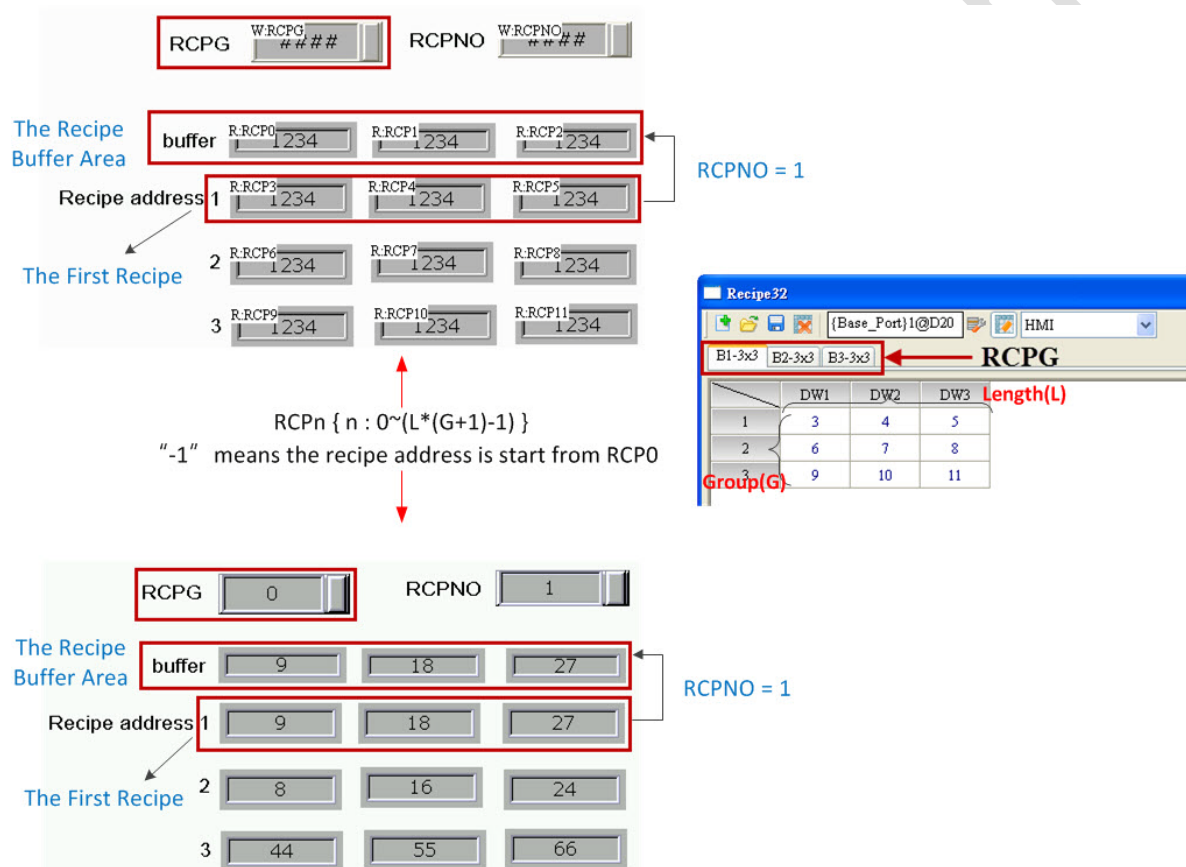 RCPG W:RCPG #### RCPNO W:RCPNO ####
The Recipe Buffer Area
buffer R:RCP0 1234 R:RCP1 1234 R:RCP2 1234
RCPNO = 1
Recipe address 1 R:RCP3 1234 R:RCP4 1234 R:RCP5 1234
The First Recipe
2 R:RCP6 1234 R:RCP7 1234 R:RCP8 1234
3 R:RCP9 1234 R:RCP10 1234 R:RCP11 1234
RCPn { n : 0~(L*(G+1)-1) }
"-1" means the recipe address is start from RCP0
Recipe32
{Base_Port}1@D20 HMI
B1-3x3 B2-3x3 B3-3x3 RCPG
DW1 DW2 DW3 Length(L)
1 3 4 5
2 6 7 8
3 9 10 11
Group(G)
RCPG 0 RCPNO 1
The Recipe
Buffer Area
buffer 9 18 27
RCPNO = 1
Recipe address 1 9 18 27
The First Recipe
2 8 16 24
3 44 55 66